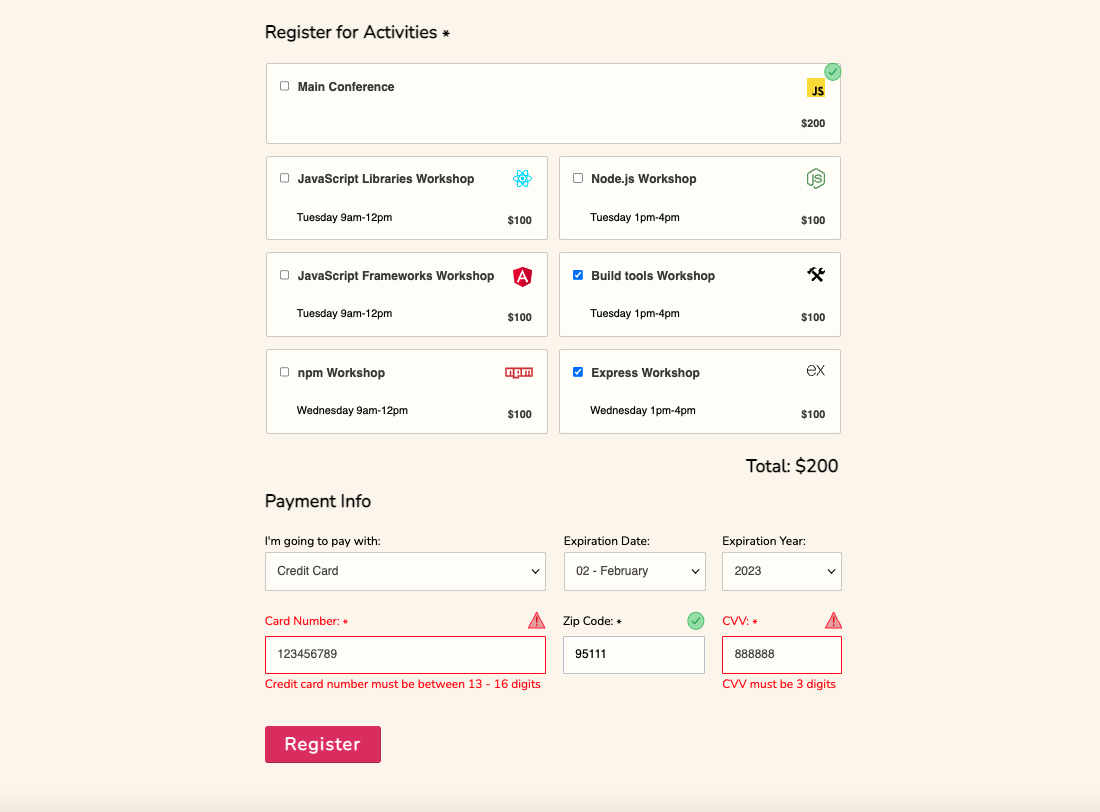 Register for Activities *
Main Conference
JS
$200
JavaScript Libraries Workshop
Tuesday 9am-12pm
$100
Node.js Workshop
JS
Tuesday 1pm-4pm
$100
JavaScript Frameworks Workshop
A
Tuesday 9am-12pm
$100
Build tools Workshop
Tuesday 1pm-4pm
$100
npm Workshop
npm
Wednesday 9am-12pm
$100
Express Workshop
ex
Wednesday 1pm-4pm
$100
Total: $200
Payment Info
I'm going to pay with:
Credit Card
Expiration Date:
02 - February
Expiration Year:
2023
Card Number: *
123456789
Credit card number must be between 13 - 16 digits
Zip Code: *
95111
CVV: *
888888
CVV must be 3 digits
Register